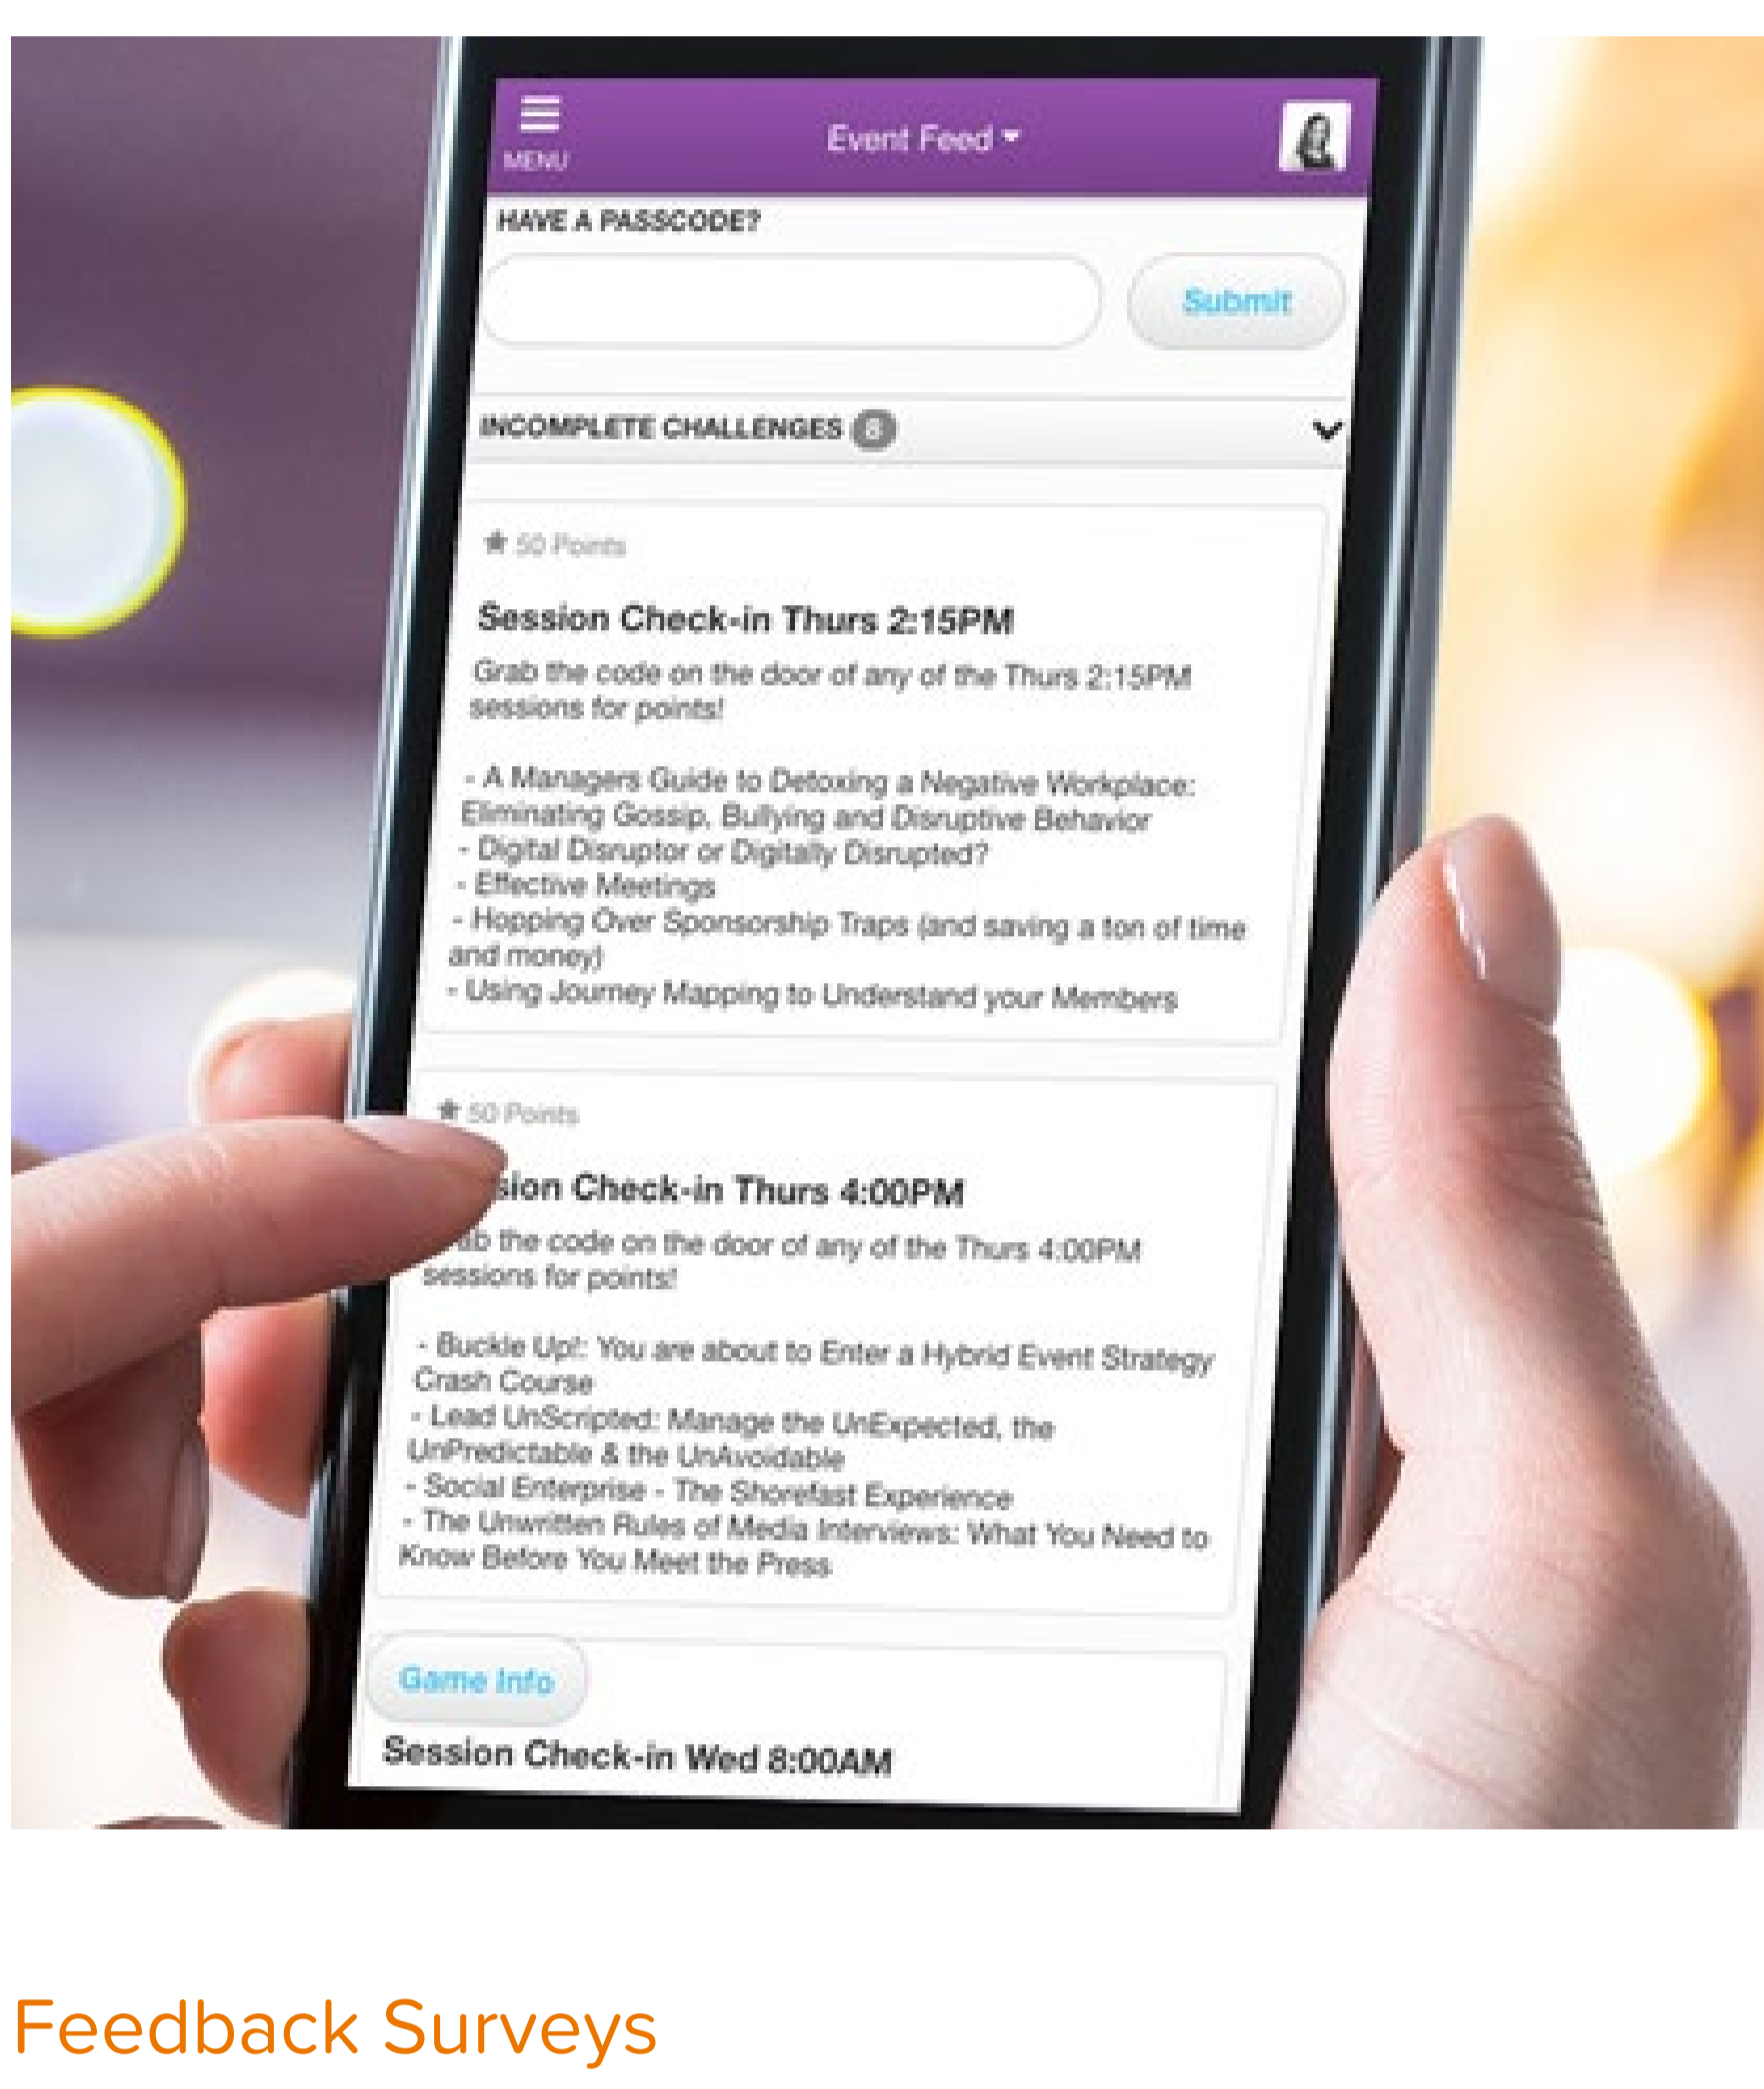 MENU
Event Feed
HAVE A PASSCODE?
Submit
INCOMPLETE CHALLENGES 8
50 Points
Session Check-in Thurs 2:15PM
Grab the code on the door of any of the Thurs 2:15PM
sessions for points!
- A Managers Guide to Detoxing a Negative Workplace:
Eliminating Gossip, Bullying and Disruptive Behavior
- Digital Disruptor or Digitally Disrupted?
- Effective Meetings
- Hopping Over Sponsorship Traps (and saving a ton of time
and money)
- Using Journey Mapping to Understand your Members
50 Points
sion Check-in Thurs 4:00PM
ab the code on the door of any of the Thurs 4:00PM
sessions for points!
- Buckle Up!: You are about to Enter a Hybrid Event Strategy
Crash Course
- Lead UnScripted: Manage the UnExpected, the
UnPredictable & the UnAvoidable
- Social Enterprise - The Shorefast Experience
- The Unwritten Rules of Media Interviews: What You Need to
Know Before You Meet the Press
Game Info
Session Check-in Wed 8:00AM
Feedback Surveys